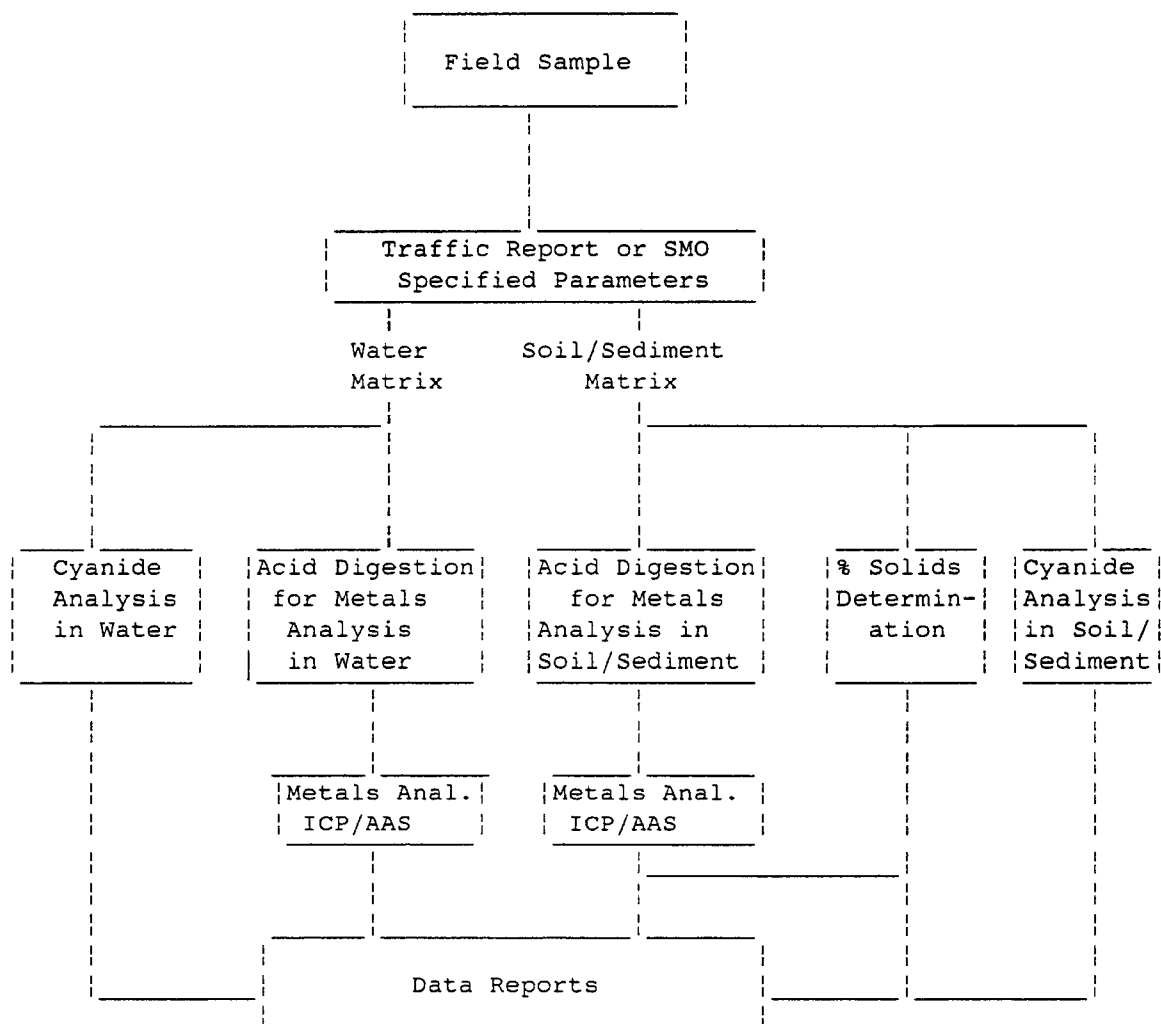 Field Sample
Traffic Report or SMO
Specified Parameters
Water
Matrix
Soil/Sediment
Matrix
Cyanide
Analysis
in Water
Acid Digestion
for Metals
Analysis
in Water
Acid Digestion
for Metals
Analysis in
Soil/Sediment
% Solids
Determin-
ation
Cyanide
Analysis
in Soil/
Sediment
Metals Anal.
ICP/AAS
Metals Anal.
ICP/AAS
Data Reports